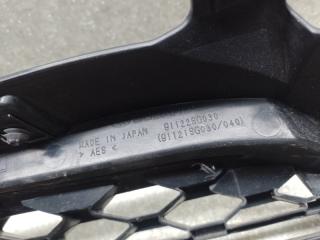 91122SG030
MADE IN JAPAN (91121SG030/040)
> AES <